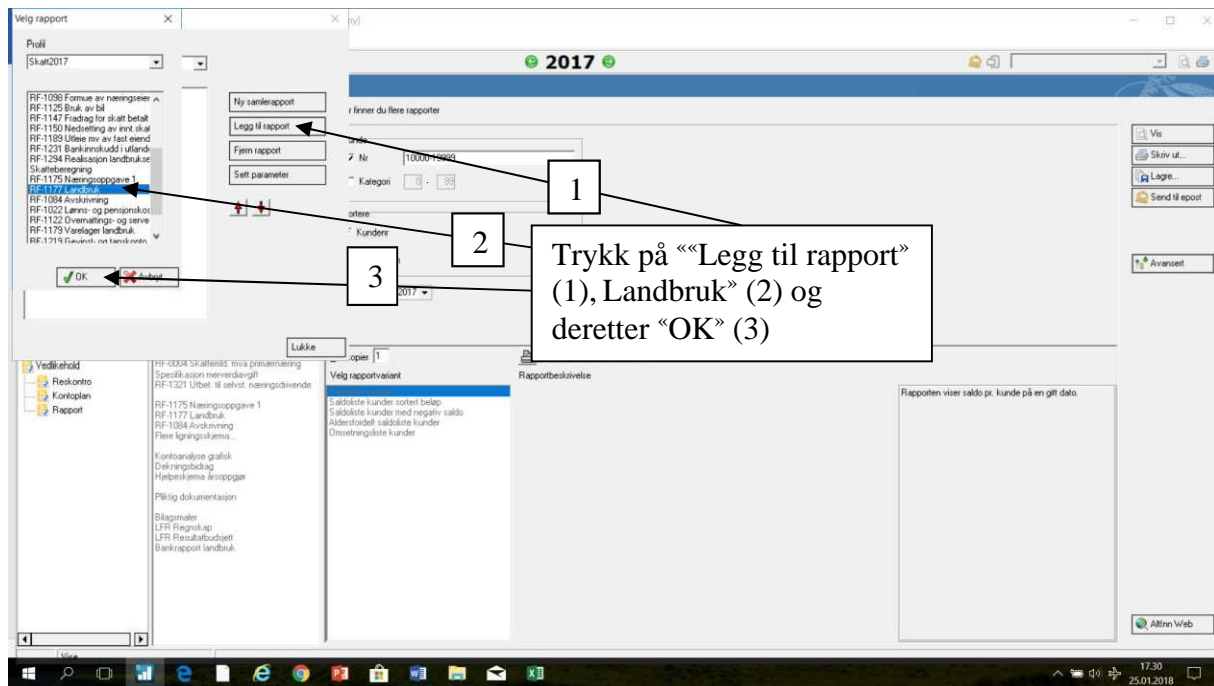 Velg rapport
ny]
Profil
Skatt2017
2017
RF-1098 Formue av næringseier
RF-1125 Bruk av bil
RF-1147 Fradrag for skatt betalt
RF-1150 Nedsetting av innt.skat
RF-1189 Utleie mv av fast eiend
RF-1231 Bankinnskudd i utlande
RF-1294 Realisasjon landbrukse
Skatteberegning
RF-1175 Næringsoppgave 1
RF-1177 Landbruk
RF-1084 Avskrivning
RF-1022 Lønns- og pensjonskos
RF-1122 Overnattings- og serve
RF-1179 Varelager landbruk
RF-1219 Gevinst- og tapskonto
Ny samlerapport
Legg til rapport
Fjern rapport
Sett parameter
OK
Avbryt
Lukke
r finner du flere rapporter
unde
Nr 10000-19999
Kategori 0 - 99
ortere
Kundenr
2017
1
2
3
Trykk på ““Legg til rapport”
(1), Landbruk” (2) og
deretter “OK” (3)
Vis
Skriv ut...
Lagre...
Send til epost
Avansert
Vedlikehold
Reskontro
Kontoplan
Rapport
RF-0004 Skattemld. mva primærnæring
Spesifikasjon merverdiavgift
RF-1321 Utbet. til selvst. næringsdrivende
RF-1175 Næringsoppgave 1
RF-1177 Landbruk
RF-1084 Avskrivning
Flere ligningsskjema...
Kontoanalyse grafisk
Dekningsbidrag
Hjelpeskjema årsoppgjør
Pliktig dokumentasjon
Bilagsmaler
LFR Regnskap
LFR Resultatbudsjett
Bankrapport landbruk
opier 1
Velg rapportvariant
Rapportbeskrivelse
Saldoliste kunder sortert beløp
Saldoliste kunder med negativ saldo
Aldersfordelt saldoliste kunder
Omsetningsliste kunder
Rapporten viser saldo pr. kunde på en gitt dato.
Altinn Web
Vise
17.30
25.01.2018